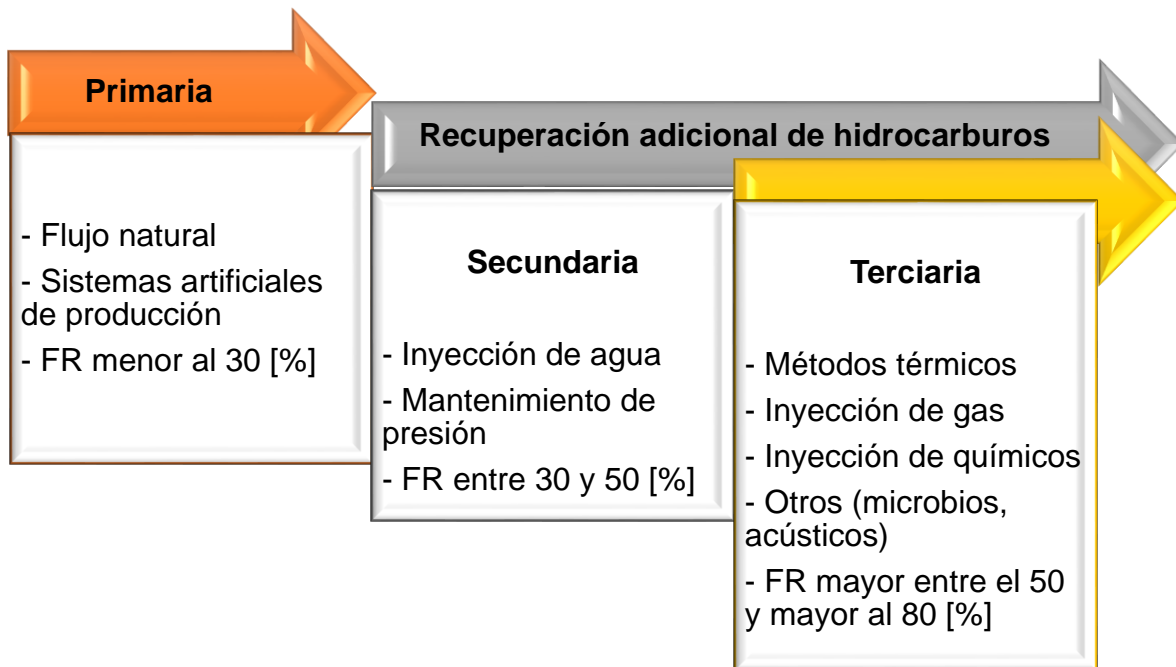 Primaria
- Flujo natural
- Sistemas artificiales
de producción
- FR menor al 30 [%]
Recuperación adicional de hidrocarburos
Secundaria
- Inyección de agua
- Mantenimiento de
presión
- FR entre 30 y 50 [%]
Terciaria
- Métodos térmicos
- Inyección de gas
- Inyección de químicos
- Otros (microbios,
acústicos)
- FR mayor entre el 50
y mayor al 80 [%]